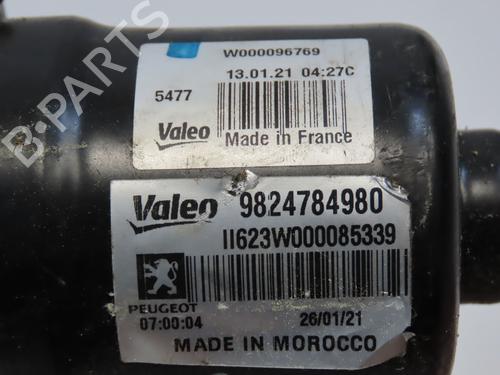 W000096769
13.01.21 04:27C
5477
Valeo
Made in France
Valeo 9824784980
II623W000085339
PEUGEOT
07:00:04 26/01/21
MADE IN MOROCCO
B-PARTS